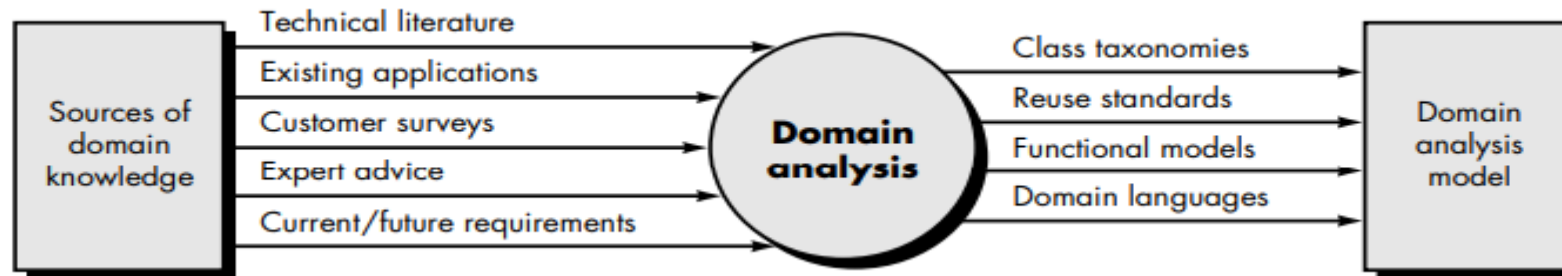 Sources of
domain
knowledge
Technical literature
Existing applications
Customer surveys
Expert advice
Current/future requirements
Domain
analysis
Class taxonomies
Reuse standards
Functional models
Domain languages
Domain
analysis
model